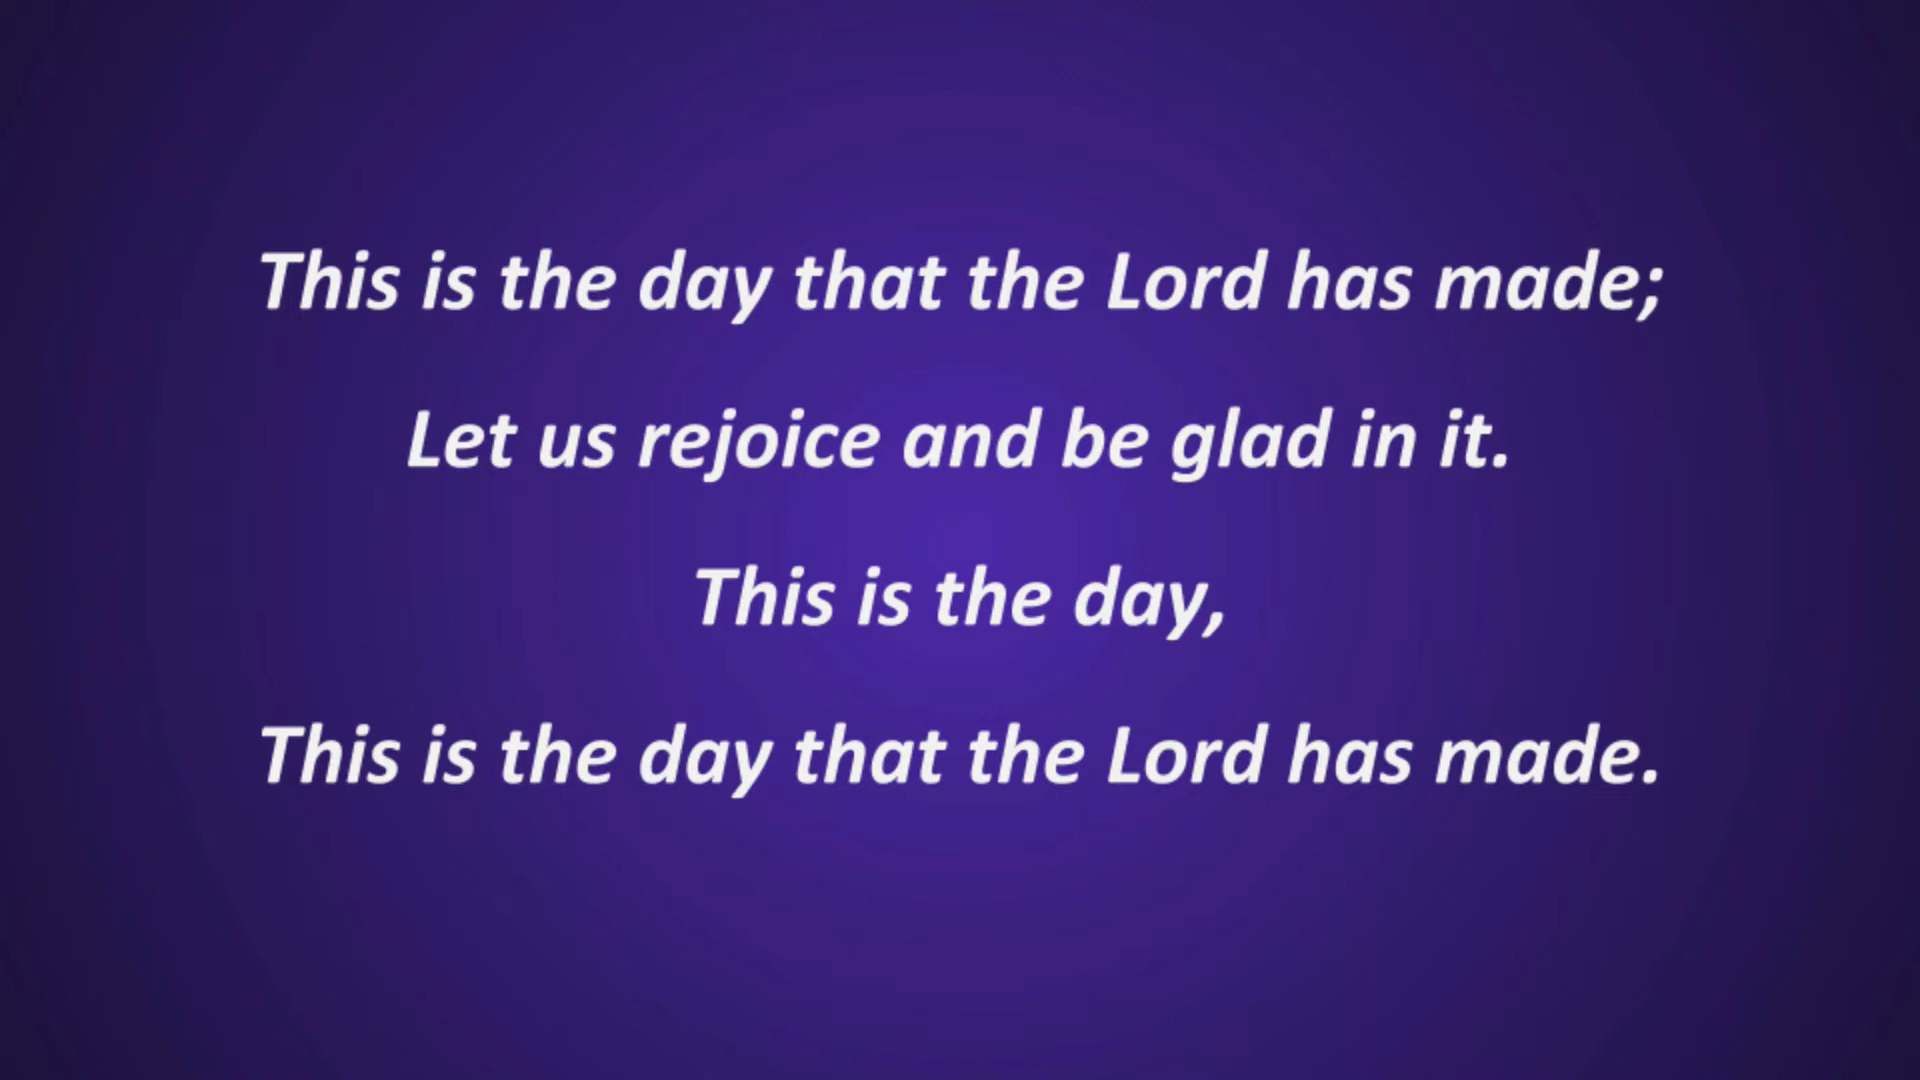 This is the day that the Lord has made;
Let us rejoice and be glad in it.
This is the day,
This is the day that the Lord has made.